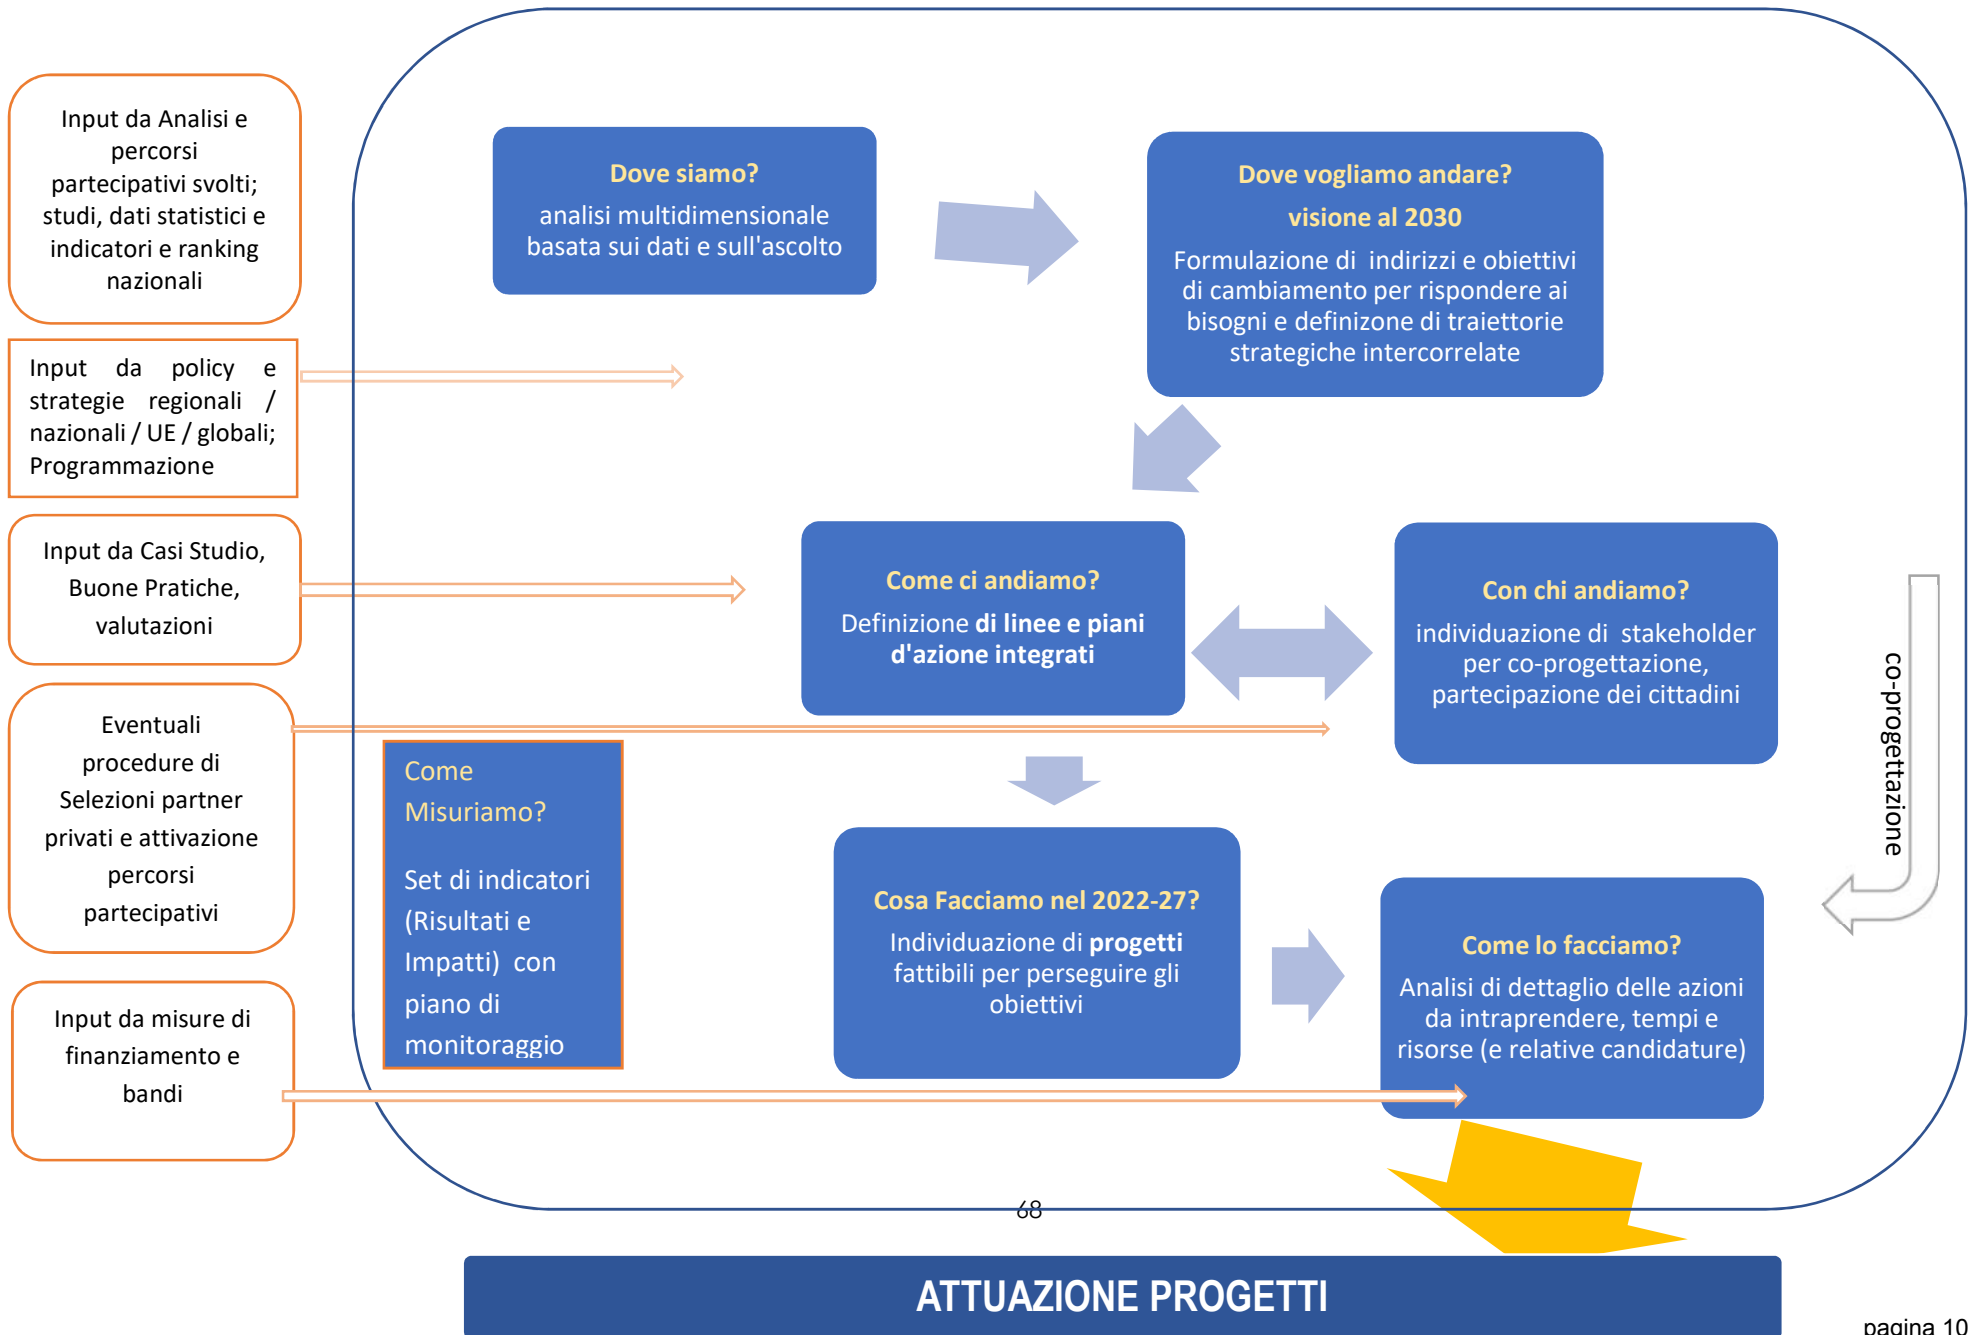 Input da Analisi e
percorsi
partecipativi svolti;
studi, dati statistici e
indicatori e ranking
nazionali
Input da policy e
strategie regionali /
nazionali / UE / globali;
Programmazione
Input da Casi Studio,
Buone Pratiche,
valutazioni
Eventuali
procedure di
Selezioni partner
privati e attivazione
percorsi
partecipativi
Input da misure di
finanziamento e
bandi
Dove siamo?
analisi multidimensionale
basata sui dati e sull'ascolto
Dove vogliamo andare?
visione al 2030
Formulazione di indirizzi e obiettivi
di cambiamento per rispondere ai
bisogni e definizone di traiettorie
strategiche intercorrelate
Come ci andiamo?
Definizione di linee e piani
d'azione integrati
Con chi andiamo?
individuazione di stakeholder
per co-progettazione,
partecipazione dei cittadini
co-progettazione
Come
Misuriamo?
Set di indicatori
(Risultati e
Impatti) con
piano di
monitoraggio
Cosa Facciamo nel 2022-27?
Individuazione di progetti
fattibili per perseguire gli
obiettivi
Come lo facciamo?
Analisi di dettaglio delle azioni
da intraprendere, tempi e
risorse (e relative candidature)
68
ATTUAZIONE PROGETTI
pagina 10